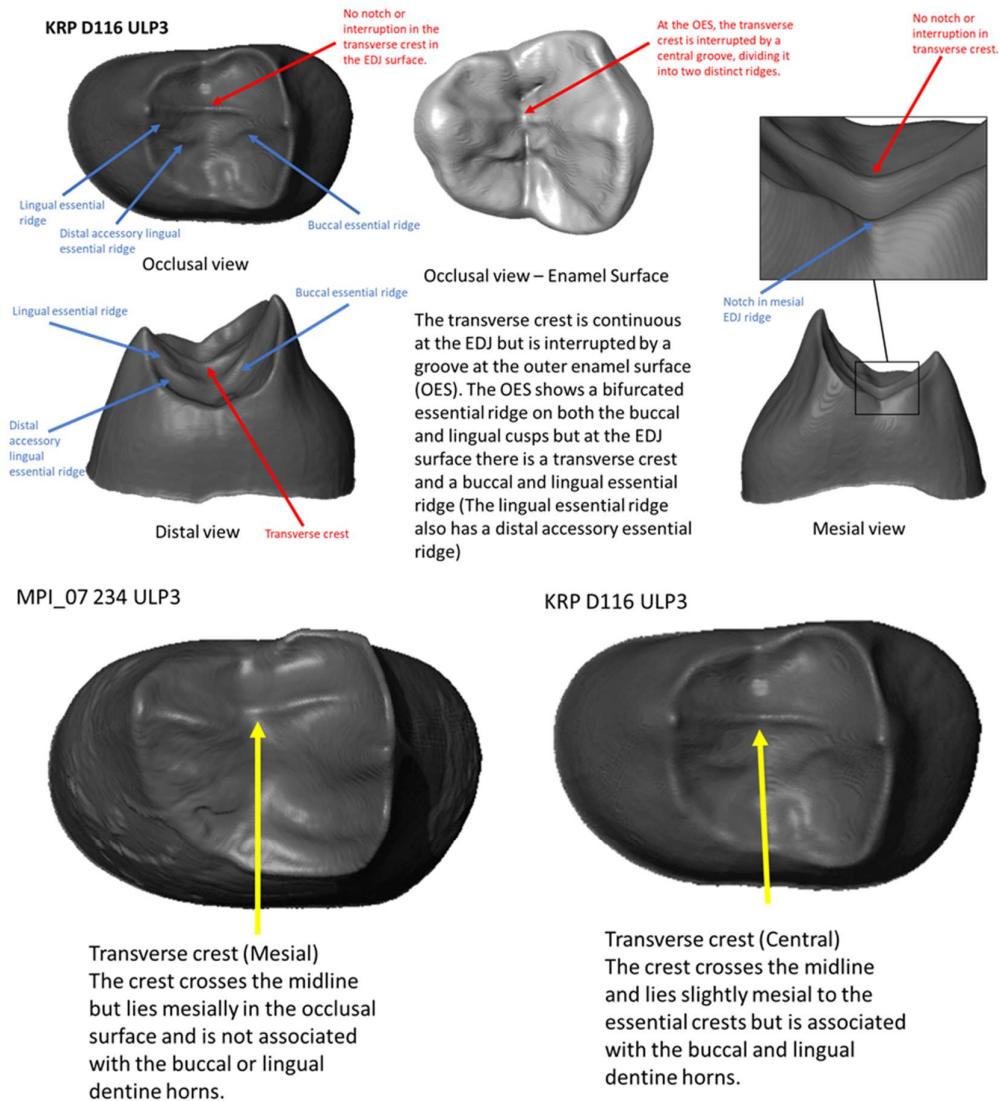 KRP D116 ULP3
No notch or
interruption in the
transverse crest in
the EDJ surface.
At the OES, the transverse
crest is interrupted by a
central groove, dividing it
into two distinct ridges.
No notch or
interruption in
transverse crest.
Lingual essential
ridge
Distal accessory lingual
essential ridge
Buccal essential ridge
Occlusal view
Occlusal view – Enamel Surface
Notch in mesial
EDJ ridge
Lingual essential ridge
Buccal essential ridge
Distal
accessory
lingual
essential ridge
Distal view
Transverse crest
The transverse crest is continuous
at the EDJ but is interrupted by a
groove at the outer enamel surface
(OES). The OES shows a bifurcated
essential ridge on both the buccal
and lingual cusps but at the EDJ
surface there is a transverse crest
and a buccal and lingual essential
ridge (The lingual essential ridge
also has a distal accessory essential
ridge)
Mesial view
MPI_07 234 ULP3
KRP D116 ULP3
Transverse crest (Mesial)
The crest crosses the midline
but lies mesially in the occlusal
surface and is not associated
with the buccal or lingual
dentine horns.
Transverse crest (Central)
The crest crosses the midline
and lies slightly mesial to the
essential crests but is associated
with the buccal and lingual
dentine horns.